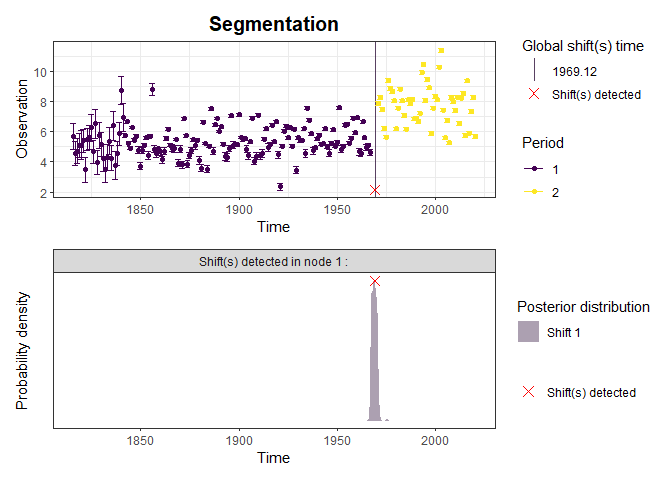 Segmentation
Observation
10
8
6
4
2
1850
1900
1950
2000
Time
Global shift(s) time
1969.12
Shift(s) detected
Period
1
2
Shift(s) detected in node 1 :
Probability density
1850
1900
1950
2000
Time
Posterior distribution
Shift 1
Shift(s) detected